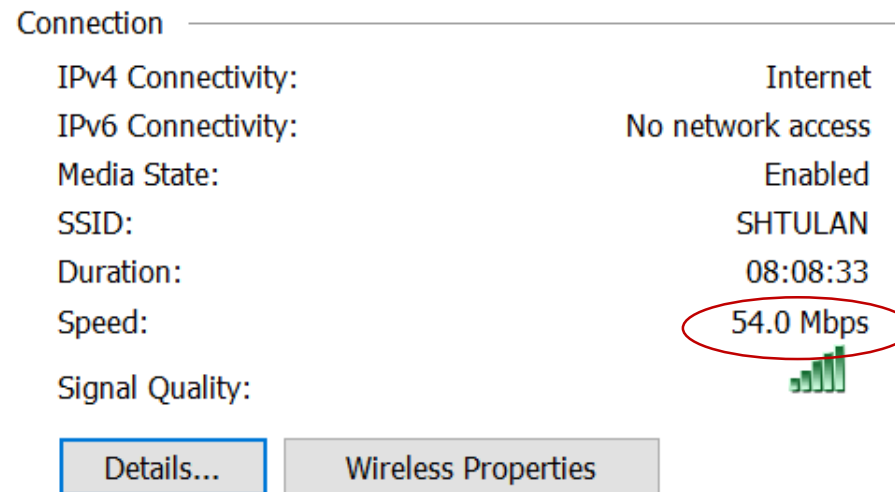 Connection
IPv4 Connectivity: Internet
IPv6 Connectivity: No network access
Media State: Enabled
SSID: SHTULAN
Duration: 08:08:33
Speed: 54.0 Mbps
Signal Quality:
Details... Wireless Properties